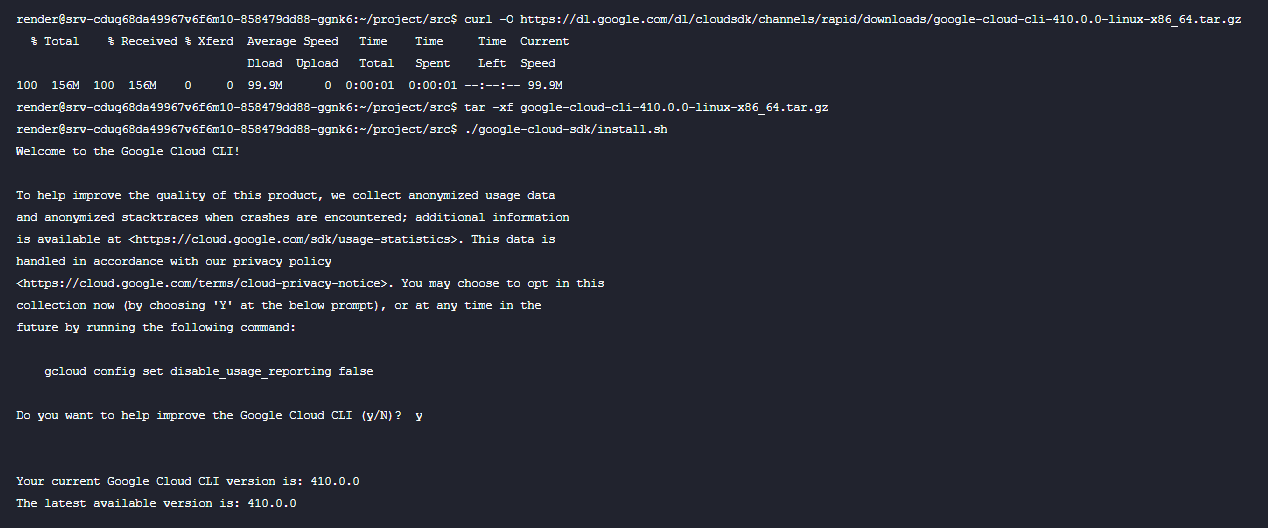 render@srv-cduq68da49967v6f6m10-858479dd88-ggnk6:~/project/src$ curl -O https://dl.google.com/dl/cloudsdk/channels/rapid/downloads/google-cloud-cli-410.0.0-linux-x86_64.tar.gz
  % Total    % Received % Xferd  Average Speed   Time    Time     Time  Current
                                 Dload  Upload   Total   Spent    Left  Speed
100  156M  100  156M    0     0  99.9M      0  0:00:01  0:00:01 --:--:-- 99.9M
render@srv-cduq68da49967v6f6m10-858479dd88-ggnk6:~/project/src$ tar -xf google-cloud-cli-410.0.0-linux-x86_64.tar.gz
render@srv-cduq68da49967v6f6m10-858479dd88-ggnk6:~/project/src$ ./google-cloud-sdk/install.sh
Welcome to the Google Cloud CLI!
To help improve the quality of this product, we collect anonymized usage data
and anonymized stacktraces when crashes are encountered; additional information
is available at <https://cloud.google.com/sdk/usage-statistics>. This data is
handled in accordance with our privacy policy
<https://cloud.google.com/terms/cloud-privacy-notice>. You may choose to opt in this
collection now (by choosing 'Y' at the below prompt), or at any time in the
future by running the following command:
    gcloud config set disable_usage_reporting false
Do you want to help improve the Google Cloud CLI (y/N)?  y
Your current Google Cloud CLI version is: 410.0.0
The latest available version is: 410.0.0